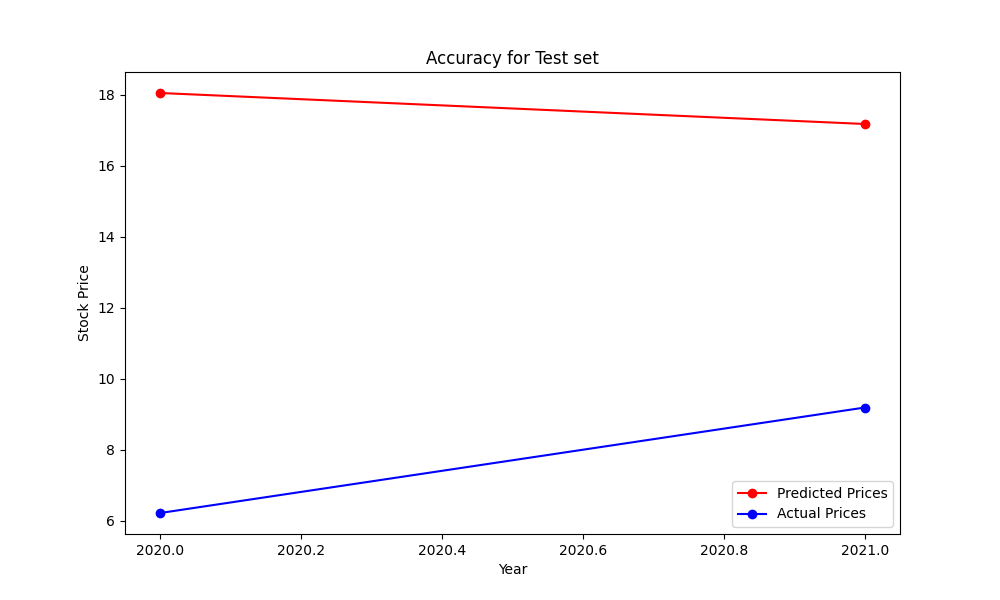 Accuracy for Test set
Stock Price
18
16
14
12
10
8
6
2020.0 2020.2 2020.4 2020.6 2020.8 2021.0
Year
Predicted Prices
Actual Prices